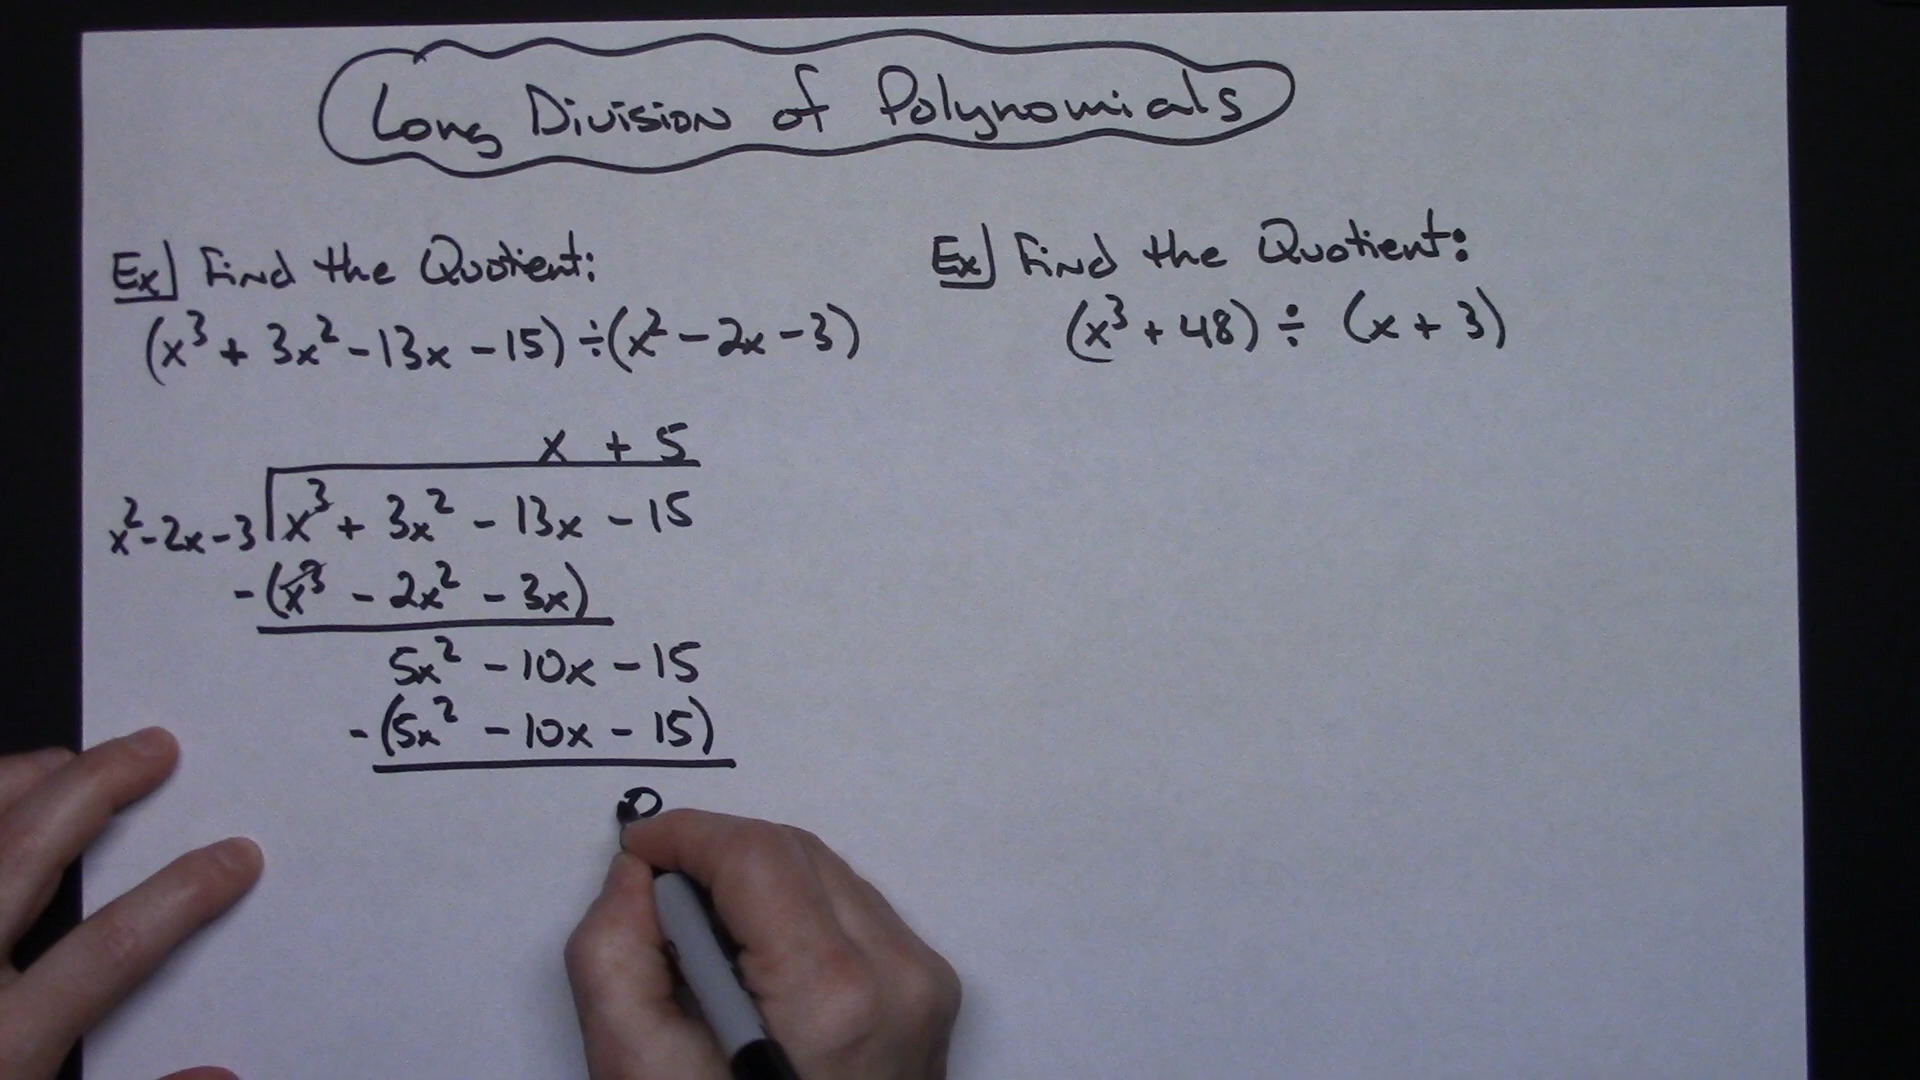 Long Division of Polynomials
Ex] Find the Quotient:
(x³ + 3x² - 13x - 15) ÷ (x² - 2x - 3)
x + 5
x² - 2x - 3 x³ + 3x² - 13x - 15
- (x³ - 2x² - 3x)
5x² - 10x - 15
- (5x² - 10x - 15)
0
Ex] Find the Quotient:
(x³ + 48) ÷ (x + 3)